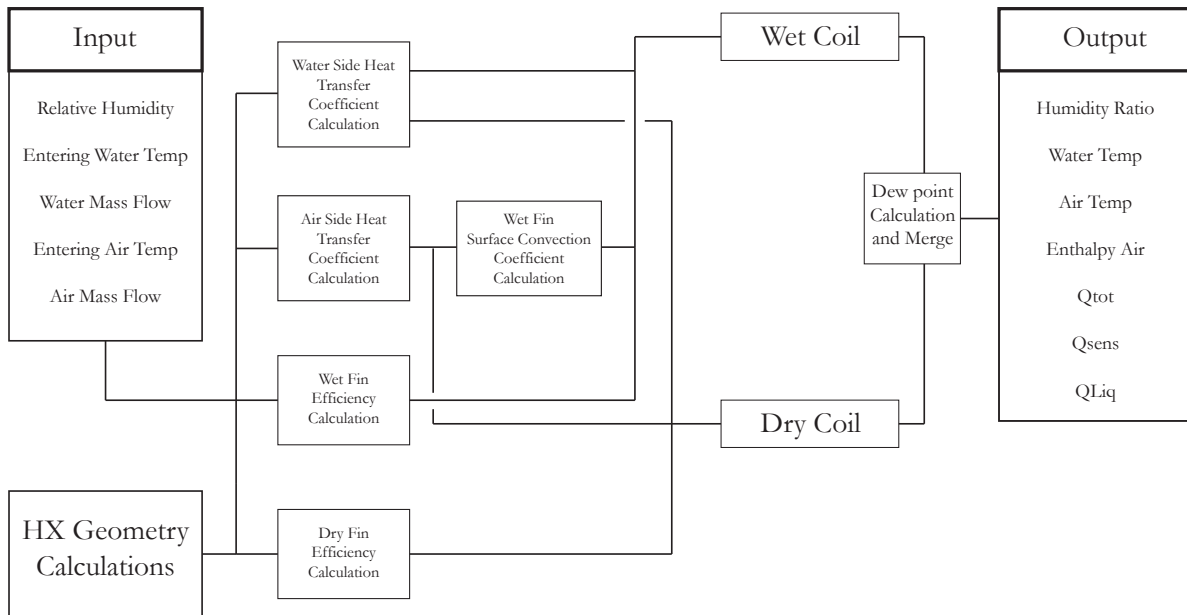 Input
Relative Humidity
Entering Water Temp
Water Mass Flow
Entering Air Temp
Air Mass Flow
HX Geometry
Calculations
Water Side Heat
Transfer
Coefficient
Calculation
Air Side Heat
Transfer
Coefficient
Calculation
Wet Fin
Surface Convection
Coefficient
Calculation
Wet Fin
Efficiency
Calculation
Dry Fin
Efficiency
Calculation
Wet Coil
Dry Coil
Dew point
Calculation
and Merge
Output
Humidity Ratio
Water Temp
Air Temp
Enthalpy Air
Qtot
Qsens
QLiq